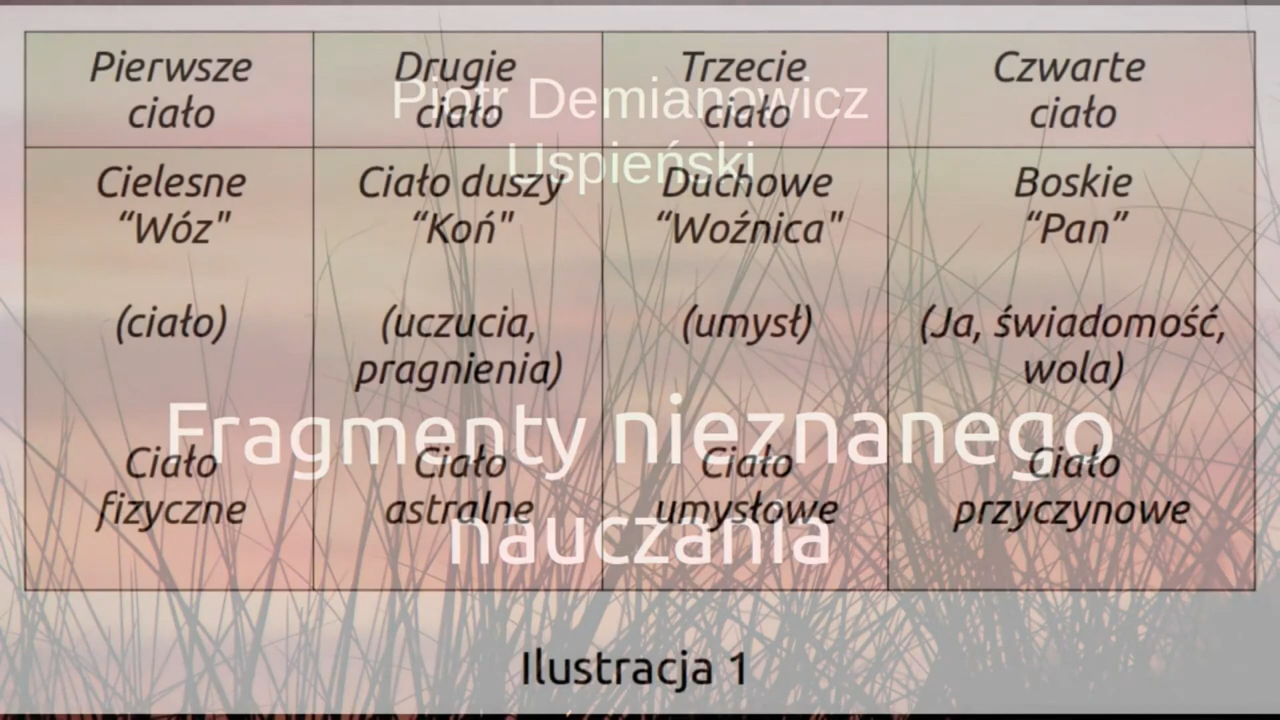 Piotr Demianowicz
Uspieński
Fragmenty nieznanego
nauczania
Pierwsze
ciało
Drugie
ciało
Trzecie
ciało
Czwarte
ciało
Cielesne
“Wóz"
(ciało)
Ciało
fizyczne
Ciało duszy
“Koń"
(uczucia,
pragnienia)
Ciało
astralne
Duchowe
“Woźnica"
(umysł)
Ciało
umysłowe
Boskie
“Pan”
(Ja, świadomość,
wola)
Ciało
przyczynowe
Ilustracja 1